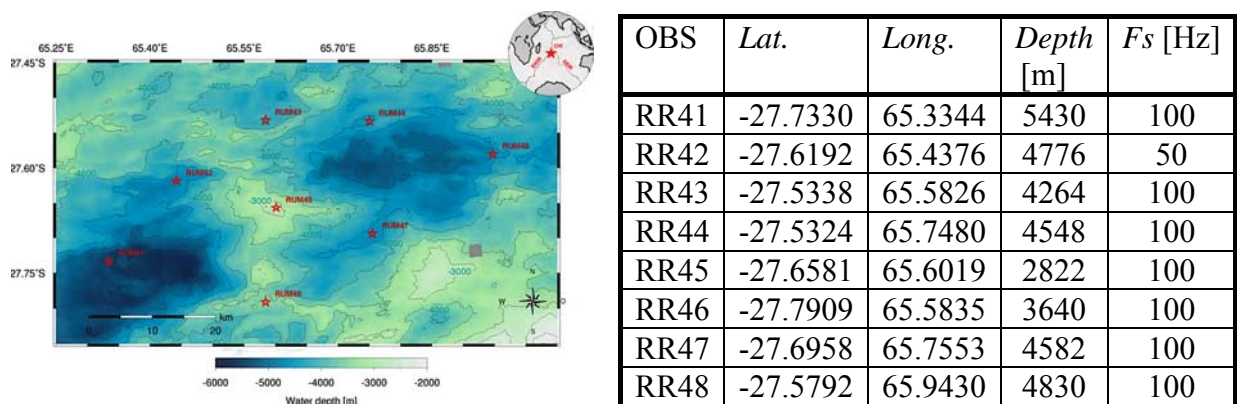 65.25°E 65.40°E 65.55°E 65.70°E 65.85°E
27.45°S
27.60°S
27.75°S
-4000
-4000
-4000
RUM43
RUM44
RUM48
RUM42
-3000
RUM45
RUM47
-3000
RUM46
N
W O
S
km
0 10 20
-6000 -5000 -4000 -3000 -2000
Water depth [m]
OBS Lat. Long. Depth [m] Fs [Hz]
RR41 -27.7330 65.3344 5430 100
RR42 -27.6192 65.4376 4776 50
RR43 -27.5338 65.5826 4264 100
RR44 -27.5324 65.7480 4548 100
RR45 -27.6581 65.6019 2822 100
RR46 -27.7909 65.5835 3640 100
RR47 -27.6958 65.7553 4582 100
RR48 -27.5792 65.9430 4830 100